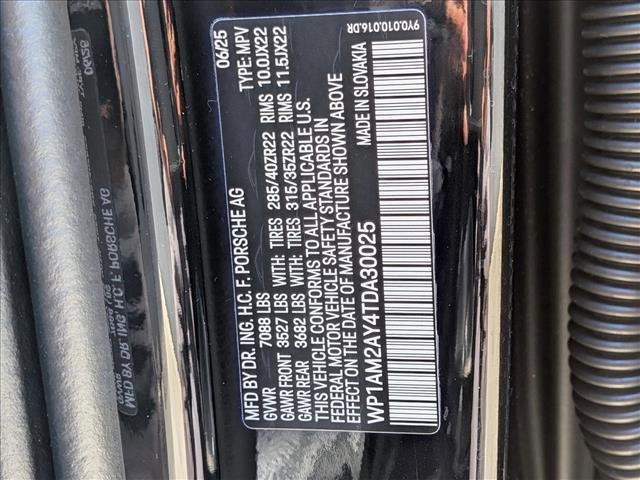 MFD BY DR. ING. H.C. F. PORSCHE AG 06/25
GVWR 7088 LBS TYPE: MPV
GAWR FRONT 3627 LBS WITH: TIRES 285/40ZR22 RIMS 10.0JX22
GAWR REAR 3682 LBS WITH: TIRES 315/35ZR22 RIMS 11.5JX22
THIS VEHICLE CONFORMS TO ALL APPLICABLE U.S.
FEDERAL MOTOR VEHICLE SAFETY STANDARDS IN
EFFECT ON THE DATE OF MANUFACTURE SHOWN ABOVE
WP1AM2AY4TDA30025 MADE IN SLOVAKIA
9Y0.010.016.DR